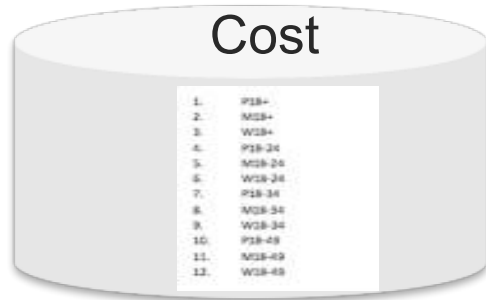 Cost
1. P18+
2. M18+
3. W18+
4. P18-24
5. M18-24
6. W18-24
7. P18-34
8. M18-34
9. W18-34
10. P18-49
11. M18-49
12. W18-49